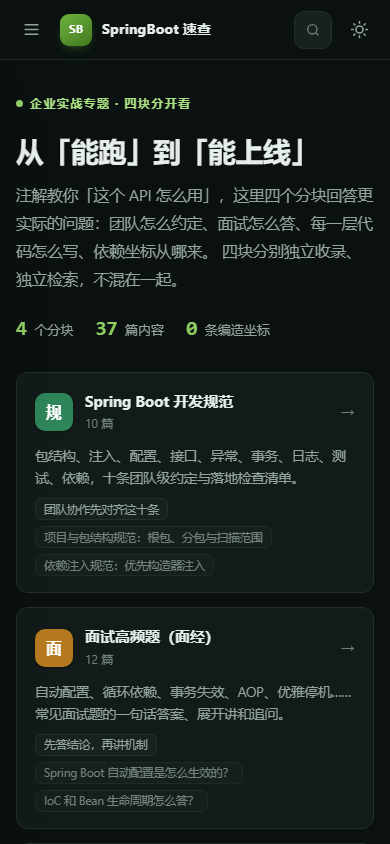 SB SpringBoot 速查
企业实战专题 · 四块分开看
从「能跑」到「能上线」
注解教你「这个 API 怎么用」，这里四个分块回答更
实际的问题：团队怎么约定、面试怎么答、每一层代
码怎么写、依赖坐标从哪来。 四块分别独立收录、
独立检索，不混在一起。
4 个分块 37 篇内容 0 条编造坐标
规 Spring Boot 开发规范 →
10 篇
包结构、注入、配置、接口、异常、事务、日志、测
试、依赖，十条团队级约定与落地检查清单。
团队协作先对齐这十条
项目与包结构规范：根包、分包与扫描范围
依赖注入规范：优先构造器注入
面 面试高频题（面经） →
12 篇
自动配置、循环依赖、事务失效、AOP、优雅停机……
常见面试题的一句话答案、展开讲和追问。
先答结论，再讲机制
Spring Boot 自动配置是怎么生效的？
IoC 和 Bean 生命周期怎么答？